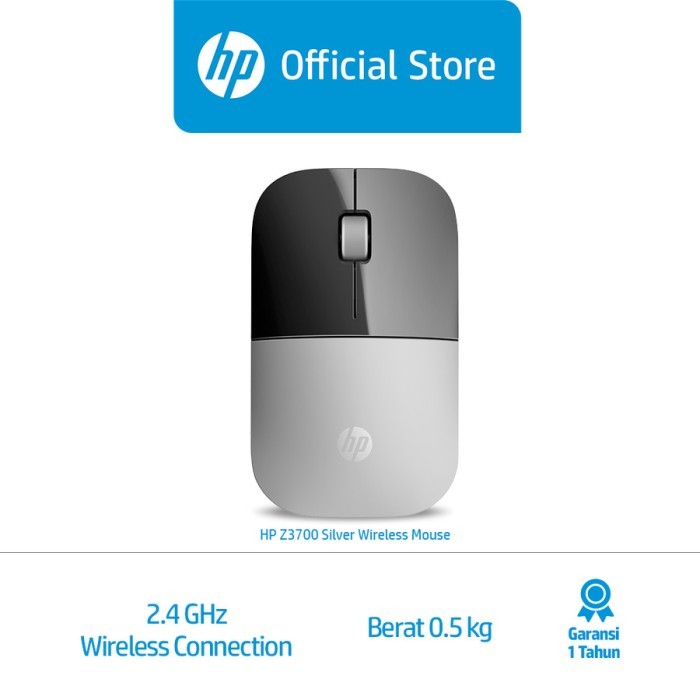 hp Official Store
hp
HP Z3700 Silver Wireless Mouse
2.4 GHz
Wireless Connection
Berat 0.5 kg
Garansi
1 Tahun